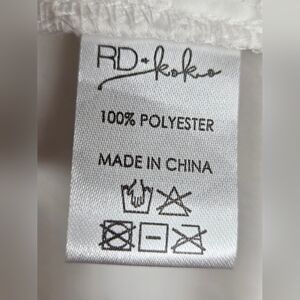 RD+koko
100% POLYESTER
MADE IN CHINA